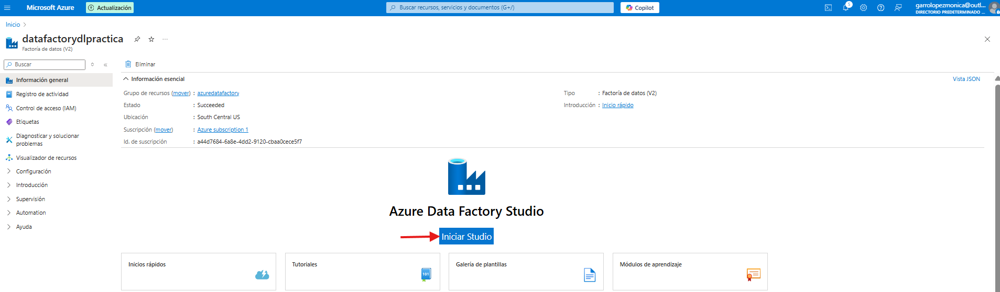 Microsoft Azure
Actualización
Buscar recursos, servicios y documentos (G+/)
Copilot
5
garrolopezmonica@outl...
DIRECTORIO PREDETERMINADO ...
Inicio
datafactorydlpractica
Factoría de datos (V2)
Buscar
Eliminar
Información general
Registro de actividad
Control de acceso (IAM)
Etiquetas
Diagnosticar y solucionar
problemas
Visualizador de recursos
Configuración
Introducción
Supervisión
Automation
Ayuda
Información esencial
Vista JSON
Grupo de recursos (mover) : azuredatafactory
Estado : Succeeded
Ubicación : South Central US
Suscripción (mover) : Azure subscription 1
Id. de suscripción : a44d7684-6a8e-4dd2-9120-cbaa0cece5f7
Tipo : Factoría de datos (V2)
Introducción : Inicio rápido
Azure Data Factory Studio
Iniciar Studio
Inicios rápidos
Tutoriales
101
Galería de plantillas
Módulos de aprendizaje